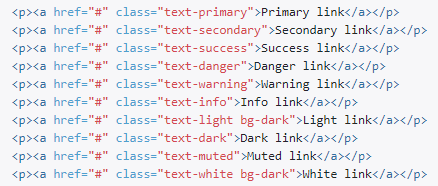 <p><a href="#" class="text-primary">Primary link</a></p>
<p><a href="#" class="text-secondary">Secondary link</a></p>
<p><a href="#" class="text-success">Success link</a></p>
<p><a href="#" class="text-danger">Danger link</a></p>
<p><a href="#" class="text-warning">Warning link</a></p>
<p><a href="#" class="text-info">Info link</a></p>
<p><a href="#" class="text-light bg-dark">Light link</a></p>
<p><a href="#" class="text-dark">Dark link</a></p>
<p><a href="#" class="text-muted">Muted link</a></p>
<p><a href="#" class="text-white bg-dark">White link</a></p>